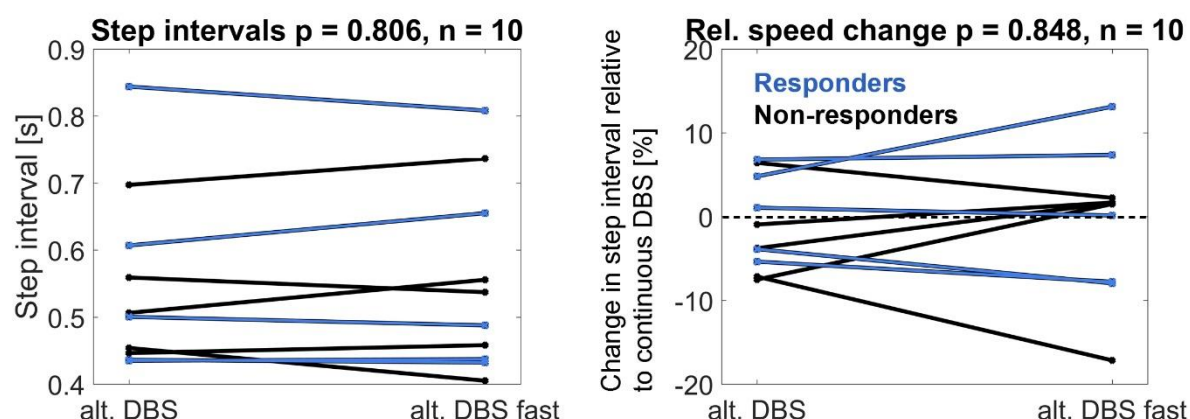 Step intervals p = 0.806, n = 10
0.9
0.8
0.7
0.6
0.5
0.4
Step interval [s]
alt. DBS
alt. DBS fast
Rel. speed change p = 0.848, n = 10
20
10
0
-10
-20
Change in step interval relative
to continuous DBS [%]
Responders
Non-responders
alt. DBS
alt. DBS fast